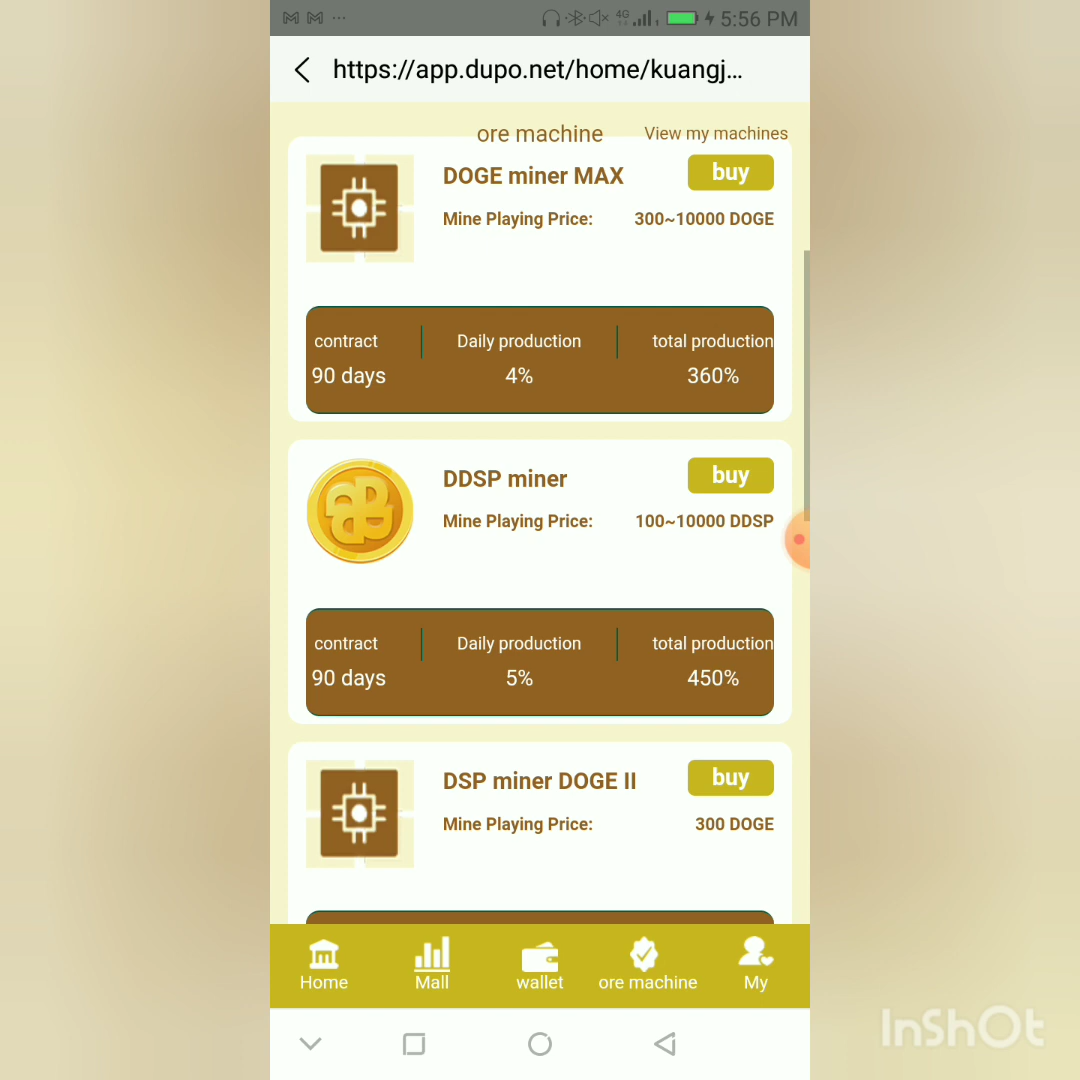 4G
5:56 PM
https://app.dupo.net/home/kuangj...
ore machine
View my machines
DOGE miner MAX
buy
Mine Playing Price: 300~10000 DOGE
contract Daily production total production
90 days 4% 360%
DDSP miner
buy
Mine Playing Price: 100~10000 DDSP
contract Daily production total production
90 days 5% 450%
DSP miner DOGE II
buy
Mine Playing Price: 300 DOGE
Home Mall wallet ore machine My
InShOt